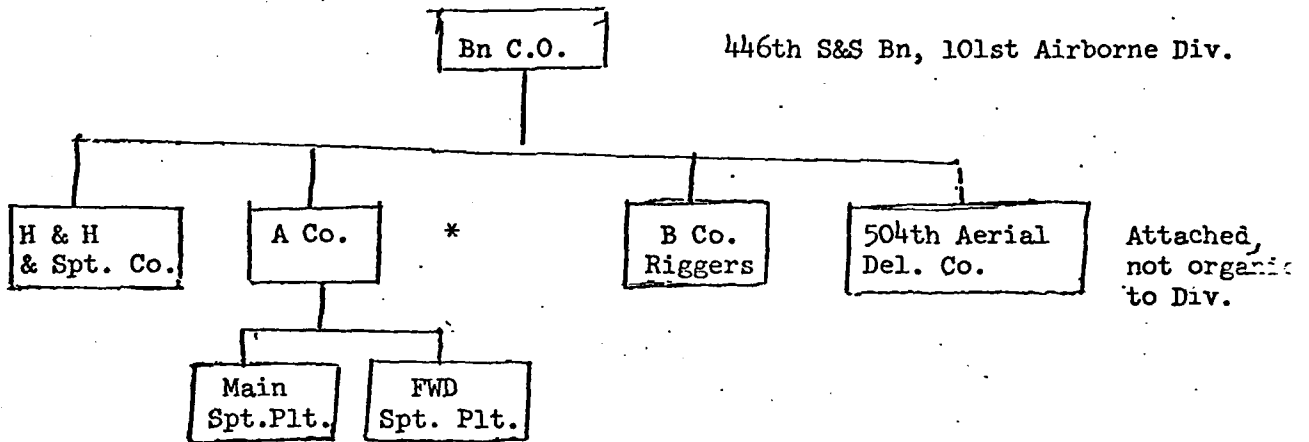 Bn C.O.
446th S&S Bn, 101st Airborne Div.
H & H
& Spt. Co.
A Co.
*
B Co.
Riggers
504th Aerial
Del. Co.
Attached,
not organic
to Div.
Main
Spt.Plt.
FWD
Spt. Plt.